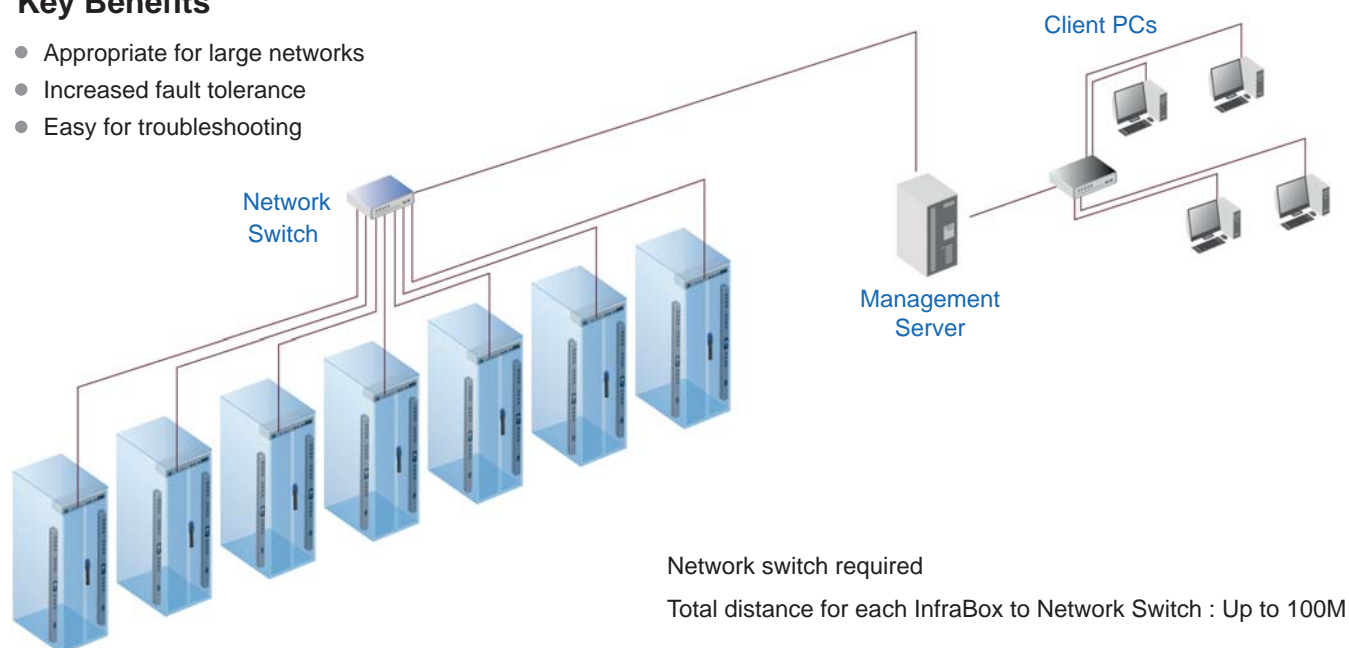 Key Benefits
Appropriate for large networks
Increased fault tolerance
Easy for troubleshooting
Client PCs
Network
Switch
Management
Server
Network switch required
Total distance for each InfraBox to Network Switch : Up to 100M